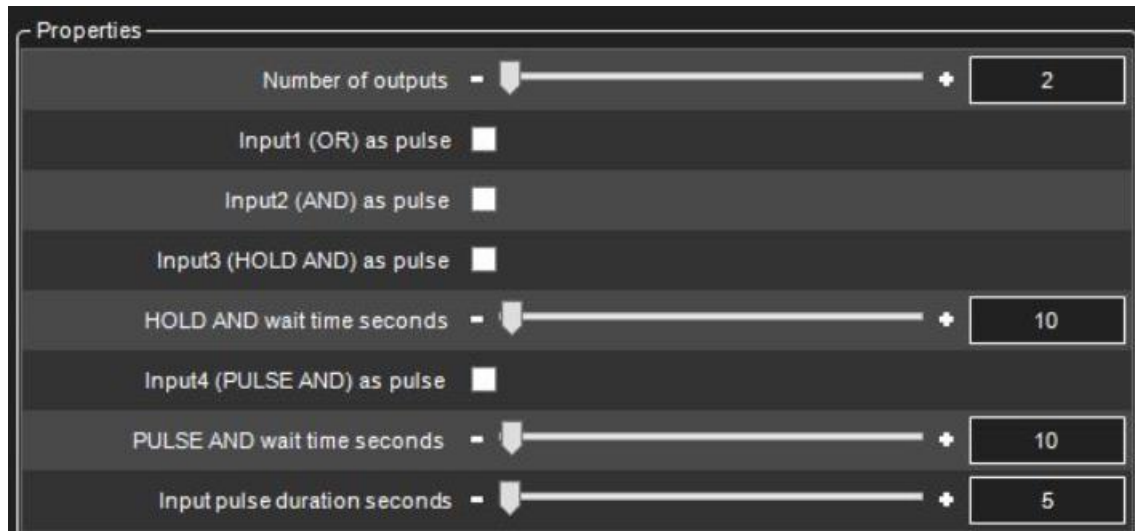 Properties
Number of outputs - + 2
Input1 (OR) as pulse
Input2 (AND) as pulse
Input3 (HOLD AND) as pulse
HOLD AND wait time seconds - + 10
Input4 (PULSE AND) as pulse
PULSE AND wait time seconds - + 10
Input pulse duration seconds - + 5